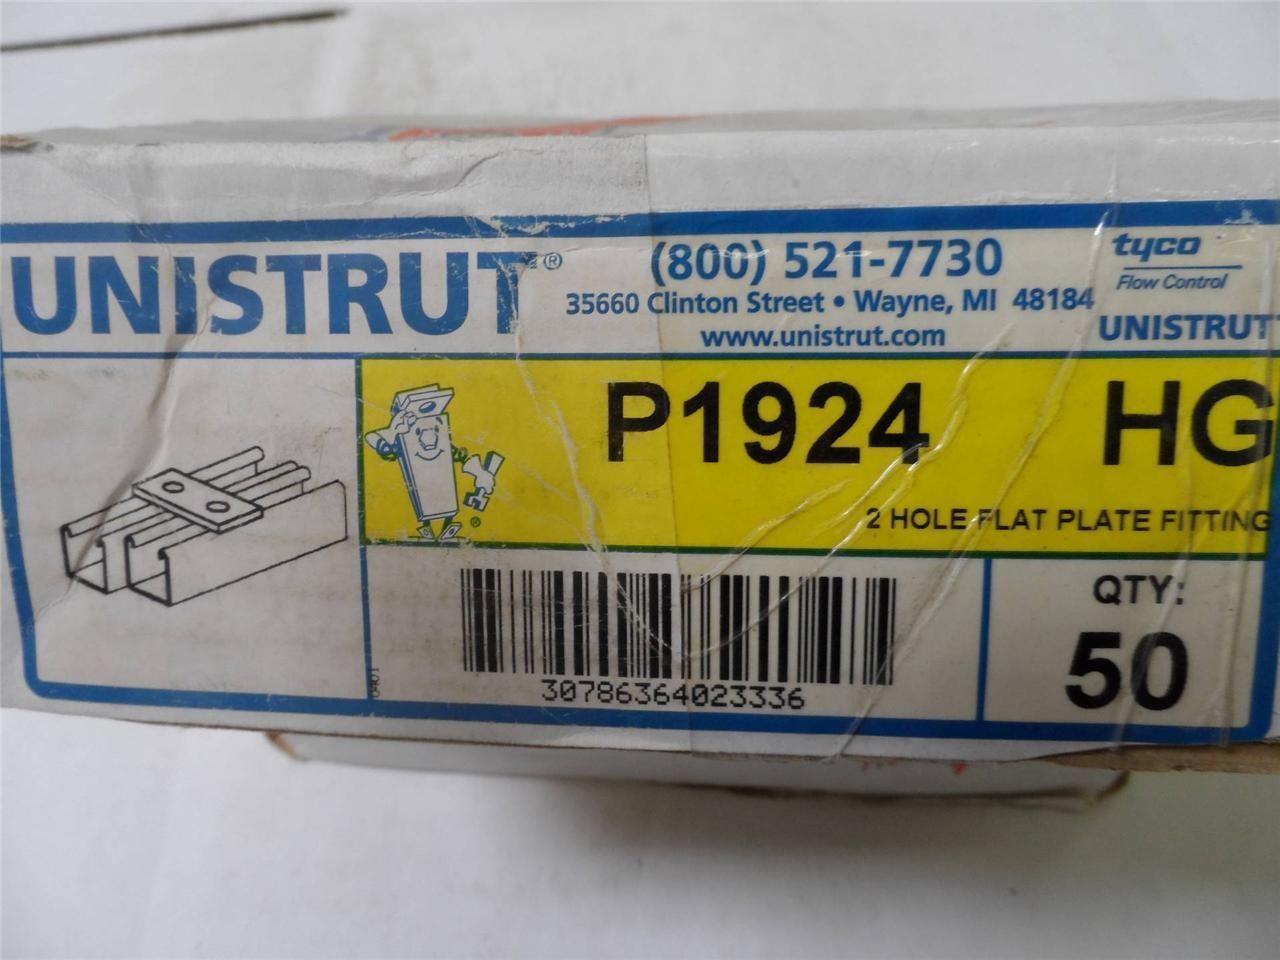 UNISTRUT®
(800) 521-7730
35660 Clinton Street • Wayne, MI 48184
www.unistrut.com
tyco
Flow Control
UNISTRUT
P1924 HG
2 HOLE FLAT PLATE FITTING
®
30786364023336
QTY:
50